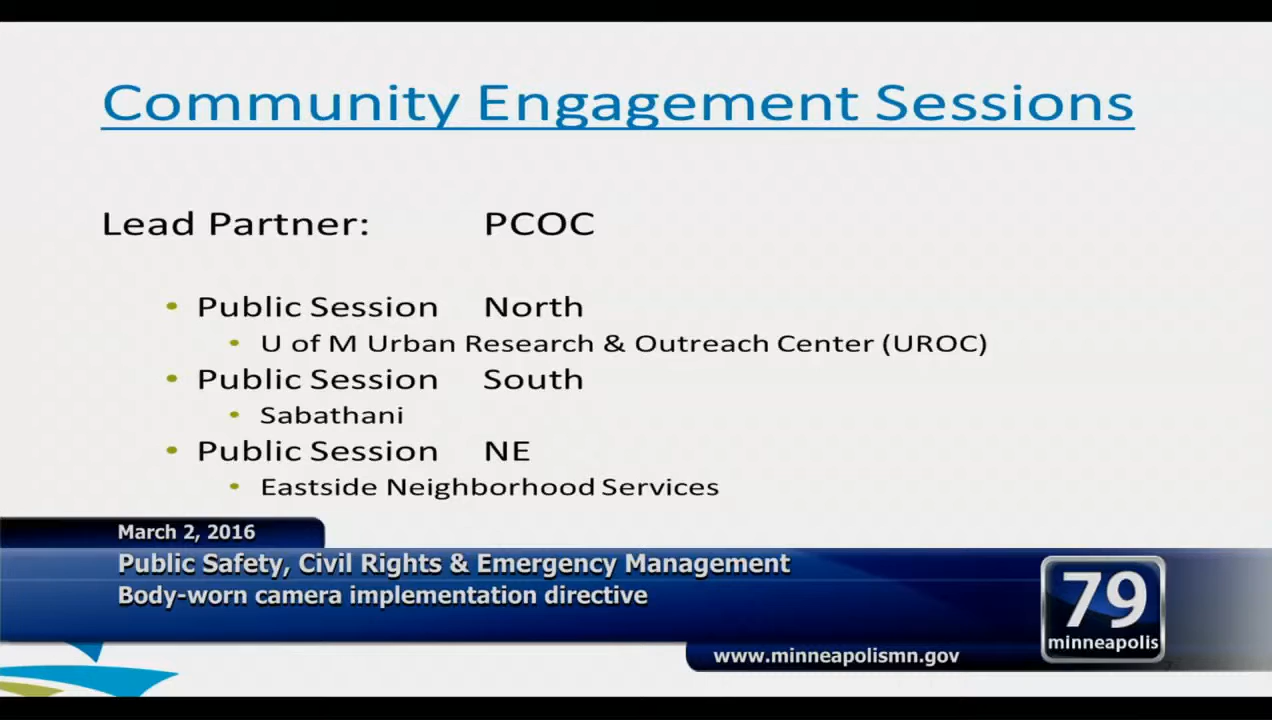 Community Engagement Sessions
Lead Partner: PCOC
• Public Session North
• U of M Urban Research & Outreach Center (UROC)
• Public Session South
• Sabathani
• Public Session NE
• Eastside Neighborhood Services
March 2, 2016
Public Safety, Civil Rights & Emergency Management
Body-worn camera implementation directive
79
minneapolis
www.minneapolismn.gov